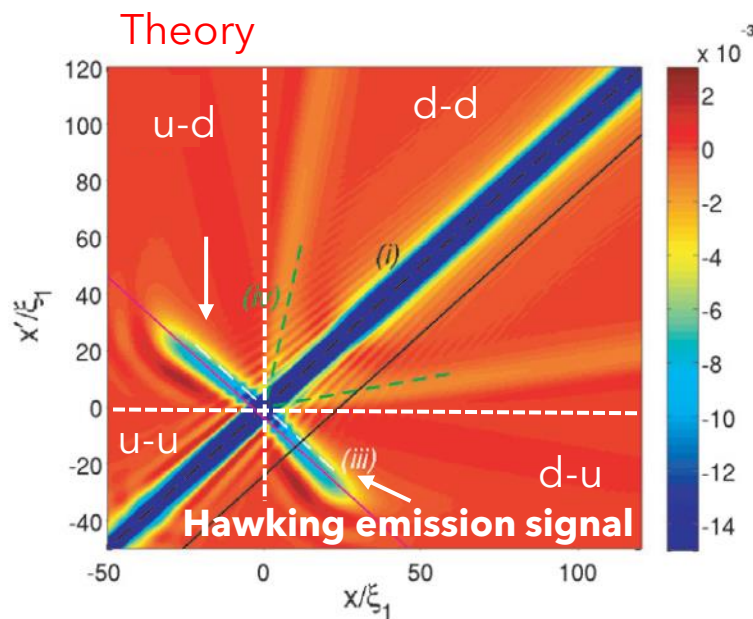 Theory
x 10
-3
120
100
80
60
40
20
0
-20
-40
x'/ξ1
u-d
d-d
(i)
(iv)
u-u
(iii)
d-u
Hawking emission signal
-50
0
50
100
x/ξ1
2
0
-2
-4
-6
-8
-10
-12
-14